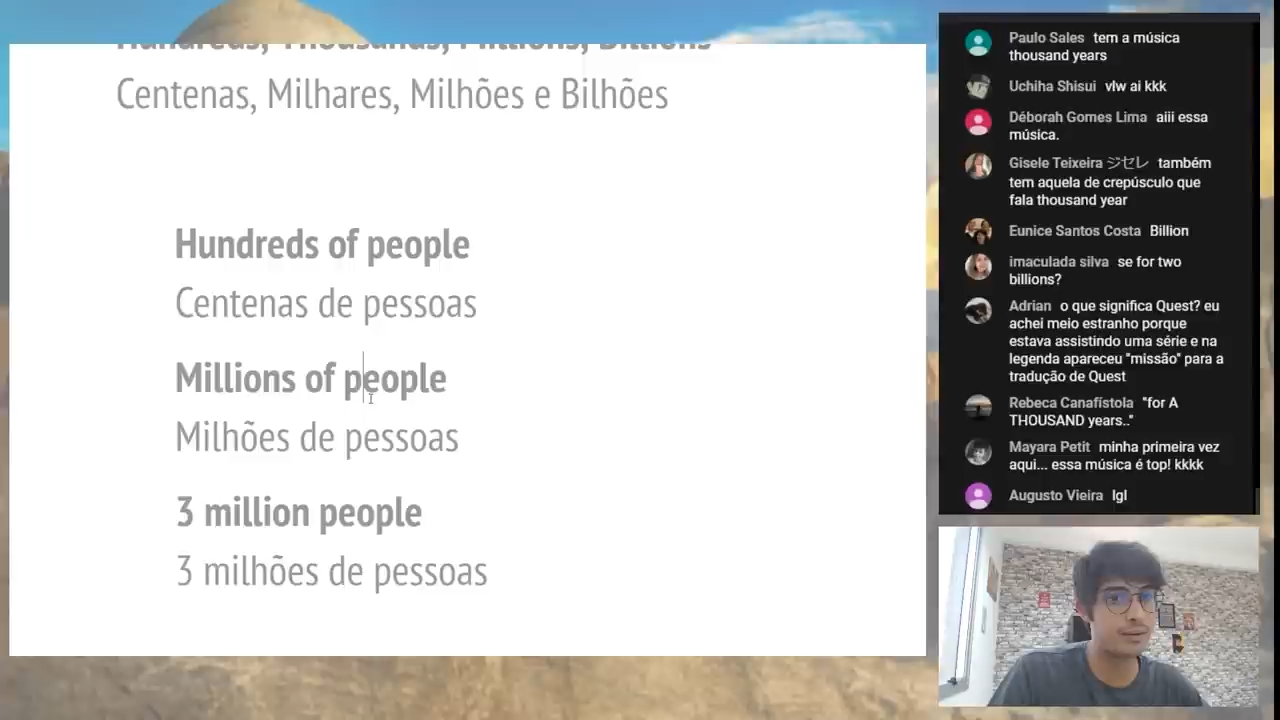 Hundreds, Thousands, Millions, Billions
Centenas, Milhares, Milhões e Bilhões
Hundreds of people
Centenas de pessoas
Millions of people
Milhões de pessoas
3 million people
3 milhões de pessoas
Paulo Sales tem a música
thousand years
Uchiha Shisui vlw ai kkk
Déborah Gomes Lima aiii essa
música.
Gisele Teixeira ジセレ também
tem aquela de crepúsculo que
fala thousand year
Eunice Santos Costa Billion
imaculada silva se for two
billions?
Adrian o que significa Quest? eu
achei meio estranho porque
estava assistindo uma série e na
legenda apareceu "missão" para a
tradução de Quest
Rebeca Canafístola "for A
THOUSAND years.."
Mayara Petit minha primeira vez
aqui... essa música é top! kkkk
Augusto Vieira lgl